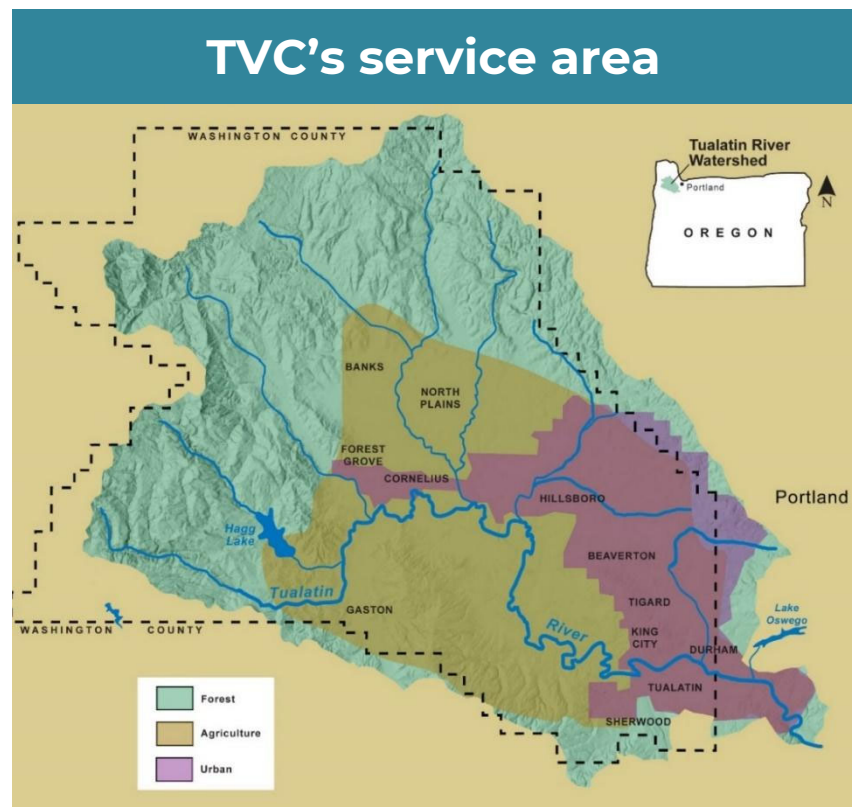 TVC's service area
WASHINGTON COUNTY
Tualatin River
Watershed
Portland
N
OREGON
BANKS
NORTH
PLAINS
FOREST
GROVE
CORNELIUS
HILLSBORO
Portland
Hagg
Lake
BEAVERTON
Tualatin
TIGARD
GASTON
River
KING
CITY
Lake
Oswego
WASHINGTON COUNTY
DURHAM
TUALATIN
SHERWOOD
Forest
Agriculture
Urban